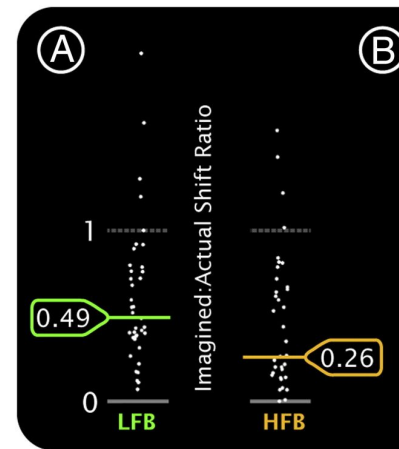 A
B
Imagined:Actual Shift Ratio
1
0.49
0.26
0
LFB
HFB